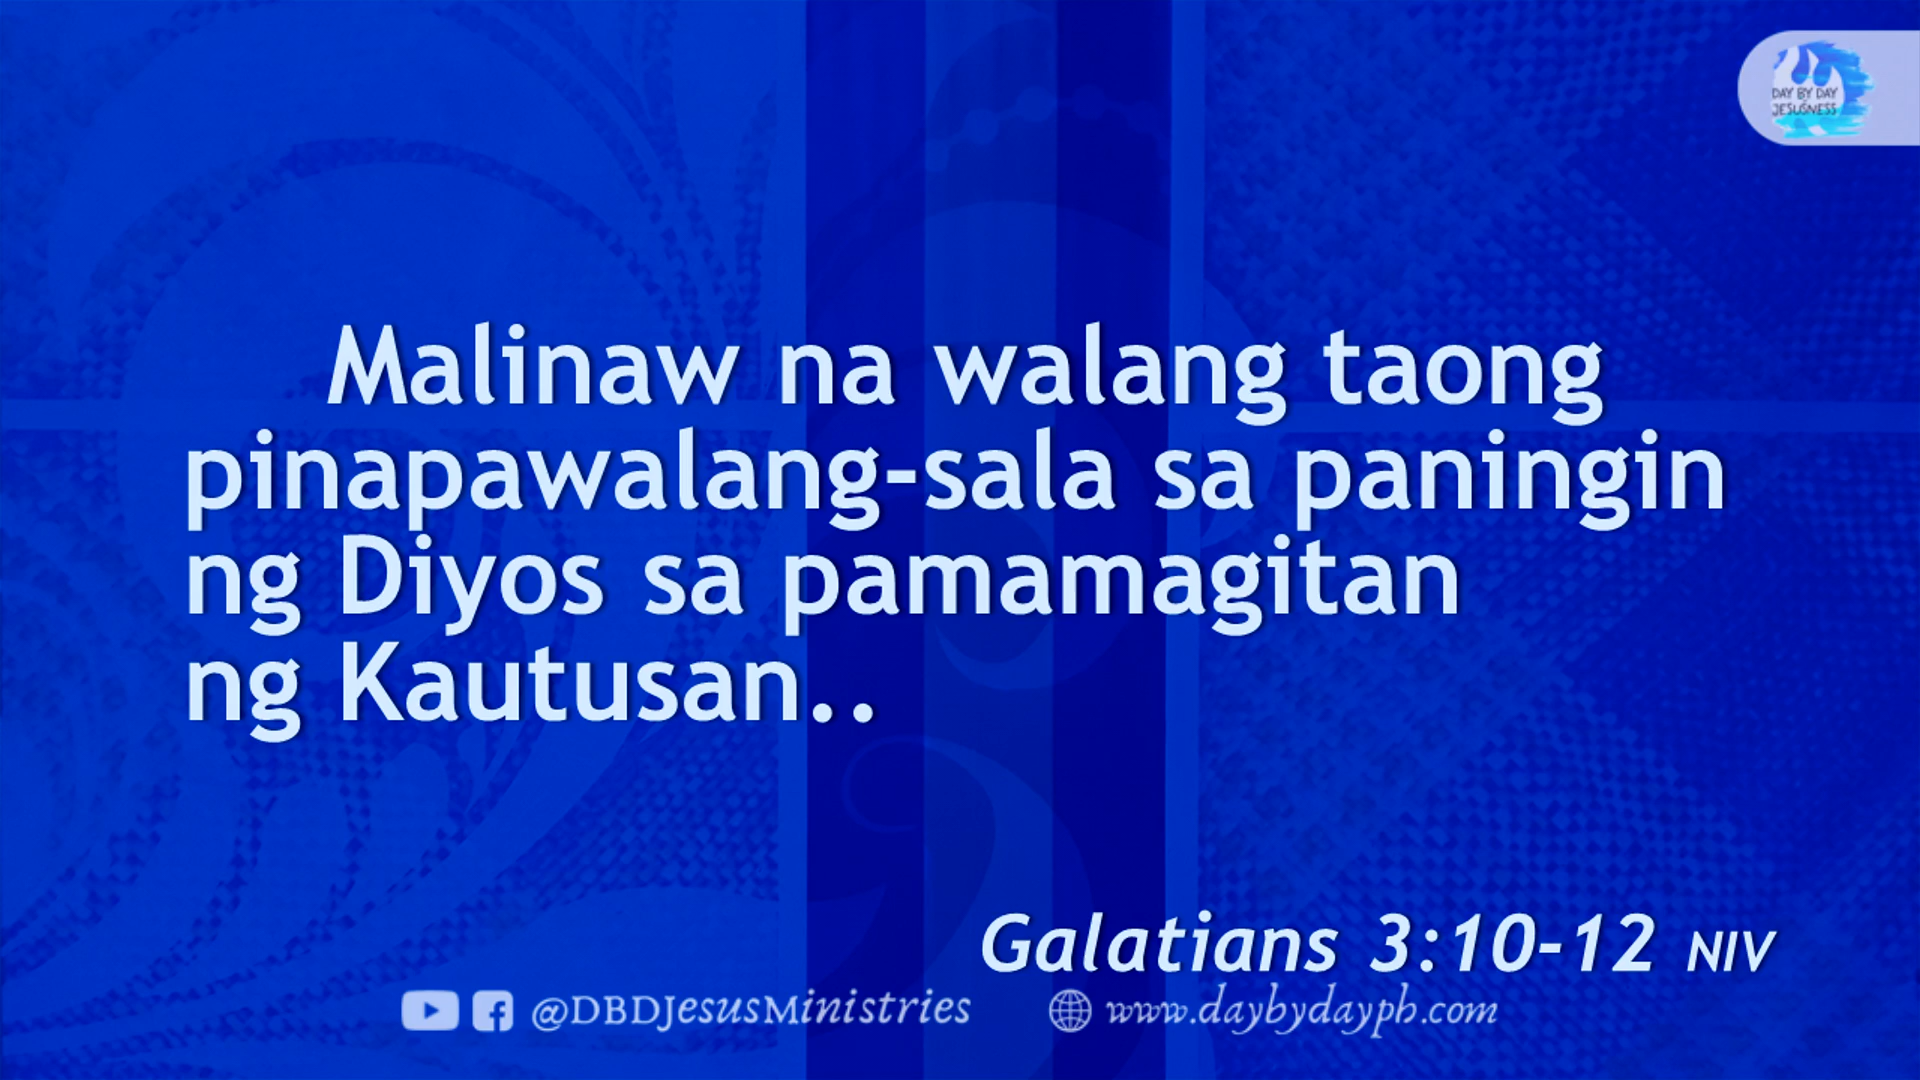 DAY BY DAY
JESUSNESS
Malinaw na walang taong
pinapawalang-sala sa paningin
ng Diyos sa pamamagitan
ng Kautusan..
Galatians 3:10-12 NIV
@DBDJesusMinistries www.daybydayph.com